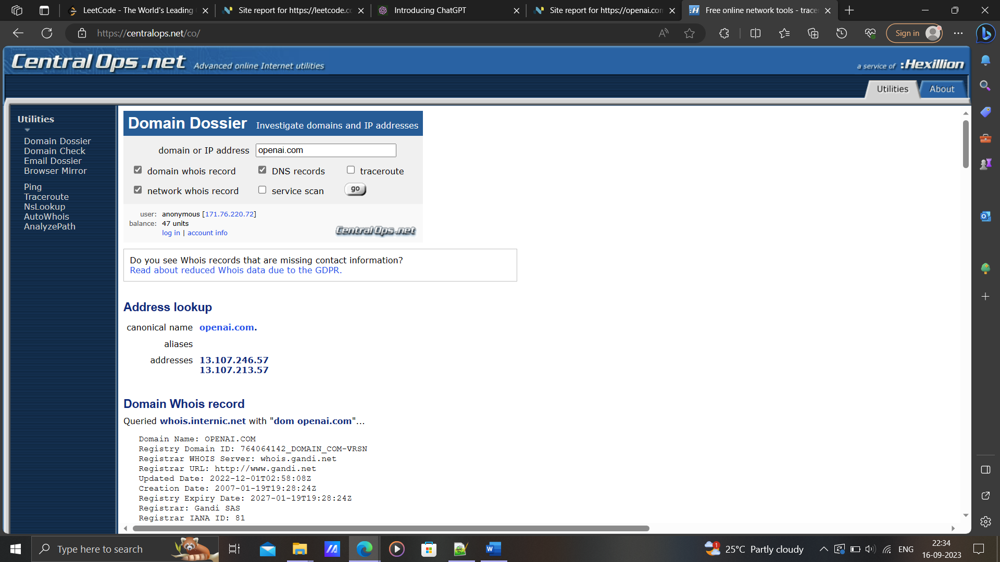 LeetCode - The World's Leading
Site report for https://leetcode.co
Introducing ChatGPT
Site report for https://openai.com
Free online network tools - trace
https://centralops.net/co/
Sign in
Central Ops .net Advanced online Internet utilities
a service of :Hexillion
Utilities
About
Utilities
Domain Dossier
Domain Check
Email Dossier
Browser Mirror
Ping
Traceroute
NsLookup
AutoWhois
AnalyzePath
Domain Dossier Investigate domains and IP addresses
domain or IP address openai.com
domain whois record DNS records traceroute
network whois record service scan go
user: anonymous [171.76.220.72]
balance: 47 units
log in | account info
CentralOps.net
Do you see Whois records that are missing contact information?
Read about reduced Whois data due to the GDPR.
Address lookup
canonical name openai.com.
aliases
addresses 13.107.246.57
13.107.213.57
Domain Whois record
Queried whois.internic.net with "dom openai.com"...
Domain Name: OPENAI.COM
Registry Domain ID: 764064142_DOMAIN_COM-VRSN
Registrar WHOIS Server: whois.gandi.net
Registrar URL: http://www.gandi.net
Updated Date: 2022-12-01T02:58:08Z
Creation Date: 2007-01-19T19:28:24Z
Registry Expiry Date: 2027-01-19T19:28:24Z
Registrar: Gandi SAS
Registrar IANA ID: 81
Type here to search
1
25°C Partly cloudy
ENG
22:34
16-09-2023